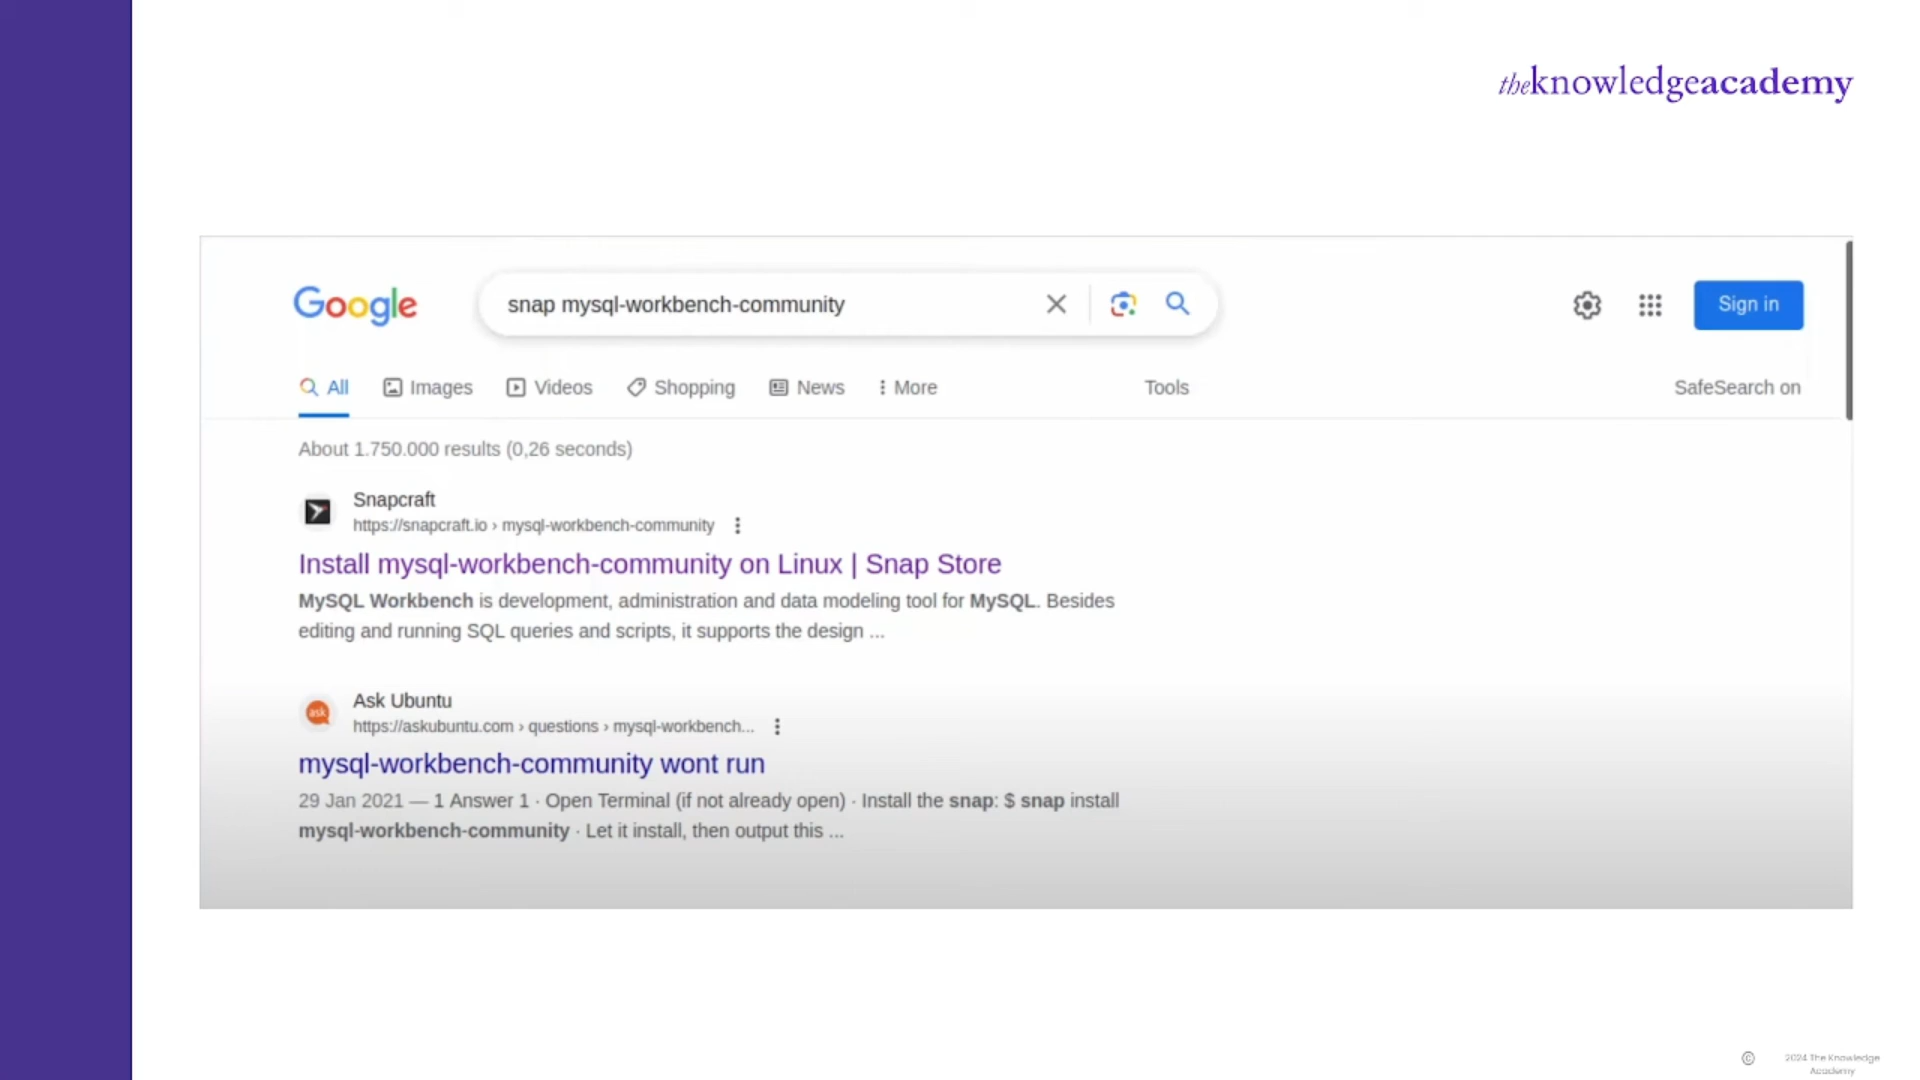 theknowledgeacademy
Google
snap mysql-workbench-community
Sign in
All Images Videos Shopping News More Tools SafeSearch on
About 1.750.000 results (0,26 seconds)
Snapcraft
https://snapcraft.io › mysql-workbench-community
Install mysql-workbench-community on Linux | Snap Store
MySQL Workbench is development, administration and data modeling tool for MySQL. Besides
editing and running SQL queries and scripts, it supports the design ...
ask
Ask Ubuntu
https://askubuntu.com › questions › mysql-workbench...
mysql-workbench-community wont run
29 Jan 2021 — 1 Answer 1 · Open Terminal (if not already open) · Install the snap: $ snap install
mysql-workbench-community · Let it install, then output this ...
© 2024 The Knowledge
Academy